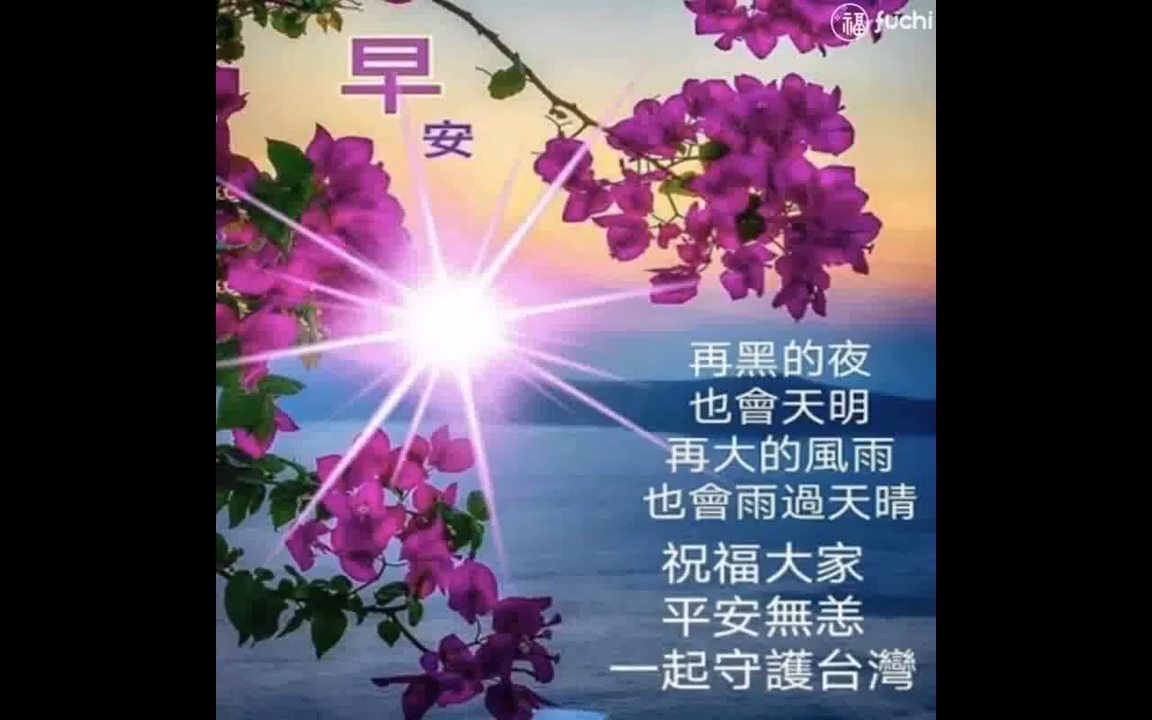 福 fuchi
早
安
再黑的夜
也會天明
再大的風雨
也會雨過天晴
祝福大家
平安無恙
一起守護台灣